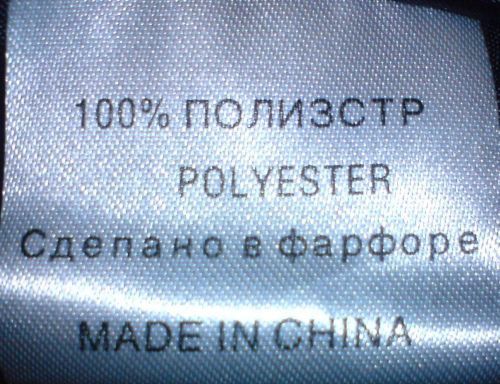 100% ПОЛИЗСТР
POLYESTER
Сдепано в фарфоре
MADE IN CHINA